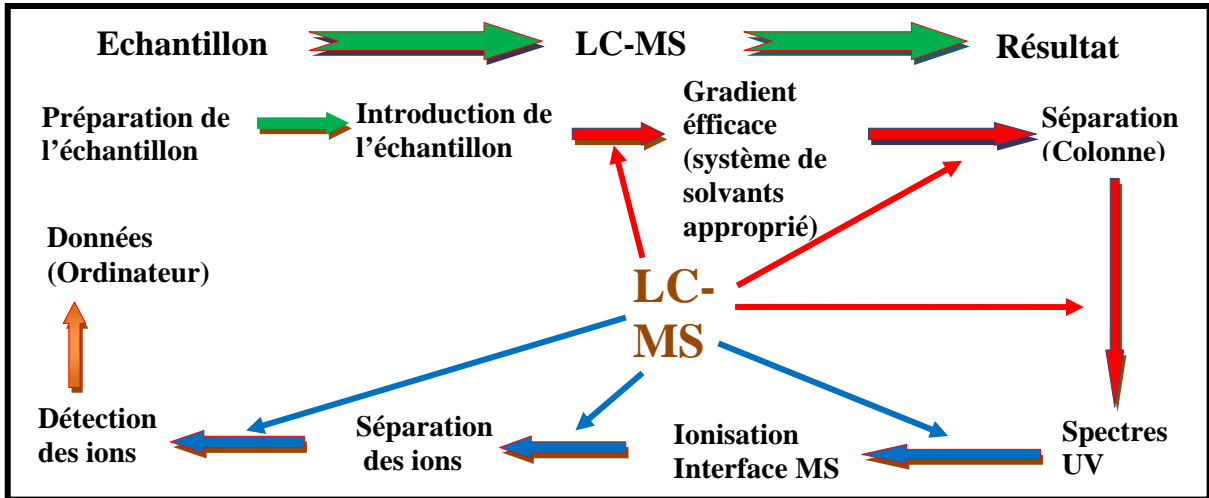 Echantillon
LC-MS
Résultat
Préparation de
l’échantillon
Introduction de
l’échantillon
Gradient
éfficace
(système de
solvants
approprié)
Séparation
(Colonne)
Données
(Ordinateur)
LC-
MS
Détection
des ions
Séparation
des ions
Ionisation
Interface MS
Spectres
UV